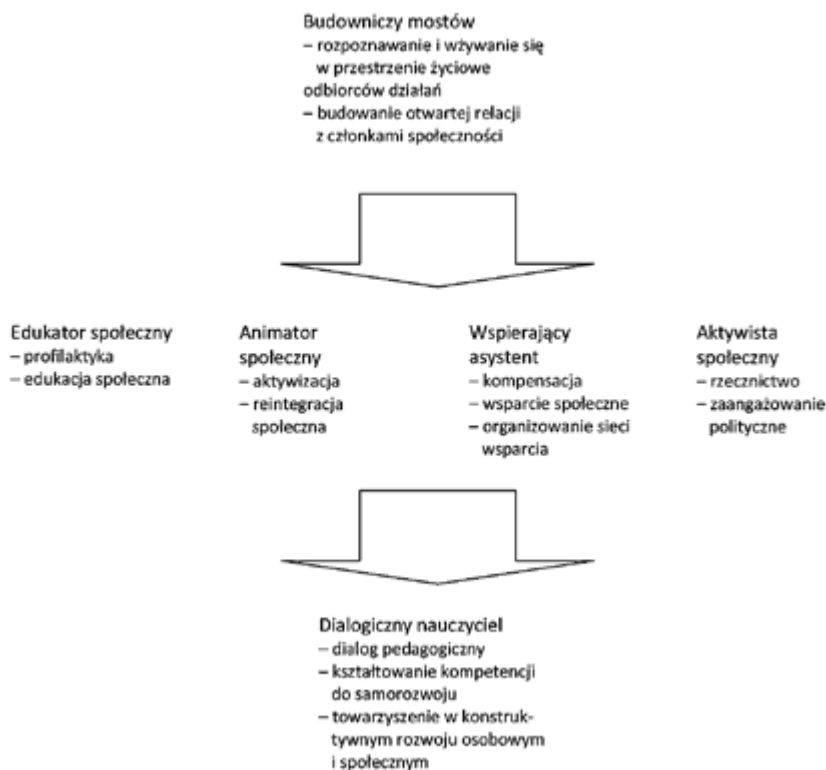 Budowniczy mostów
– rozpoznawanie i wżywanie się
w przestrzenie życiowe
odbiorców działań
– budowanie otwartej relacji
z członkami społeczności
Edukator społeczny
– profilaktyka
– edukacja społeczna
Animator
społeczny
– aktywizacja
– reintegracja
społeczna
Wspierający
asystent
– kompensacja
– wsparcie społeczne
– organizowanie sieci
wsparcia
Aktywista
społeczny
– rzecznictwo
– zaangażowanie
polityczne
Dialogiczny nauczyciel
– dialog pedagogiczny
– kształtowanie kompetencji
do samorozwoju
– towarzyszenie w konstruk-
tywnym rozwoju osobowym
i społecznym